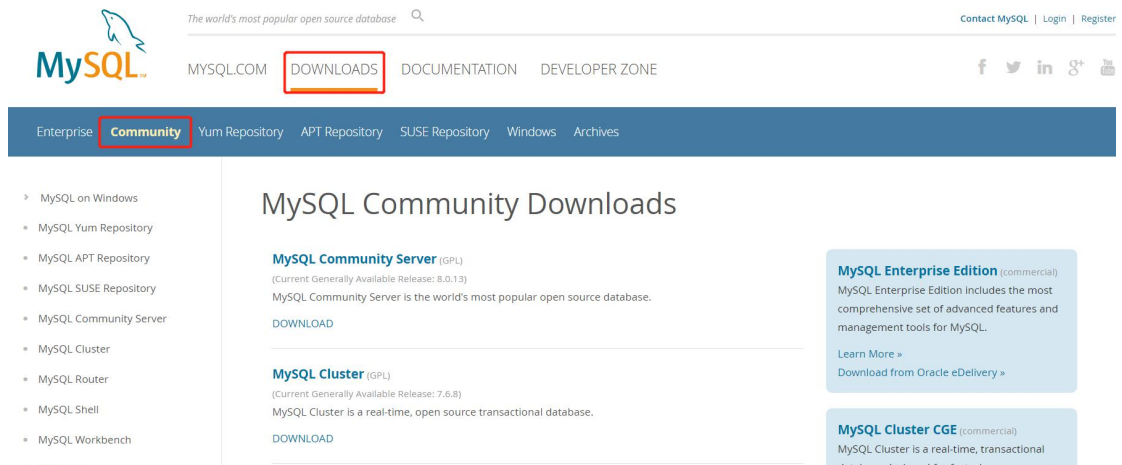 The world's most popular open source database
Contact MySQL | Login | Register
MySQL
MYSQL.COM DOWNLOADS DOCUMENTATION DEVELOPER ZONE
Enterprise Community Yum Repository APT Repository SUSE Repository Windows Archives
MySQL on Windows
MySQL Yum Repository
MySQL APT Repository
MySQL SUSE Repository
MySQL Community Server
MySQL Cluster
MySQL Router
MySQL Shell
MySQL Workbench
MySQL Community Downloads
MySQL Community Server (GPL)
(Current Generally Available Release: 8.0.13)
MySQL Community Server is the world's most popular open source database.
DOWNLOAD
MySQL Cluster (GPL)
(Current Generally Available Release: 7.6.8)
MySQL Cluster is a real-time, open source transactional database.
DOWNLOAD
MySQL Enterprise Edition (commercial)
MySQL Enterprise Edition includes the most
comprehensive set of advanced features and
management tools for MySQL.
Learn More »
Download from Oracle eDelivery »
MySQL Cluster CGE (commercial)
MySQL Cluster is a real-time, transactional